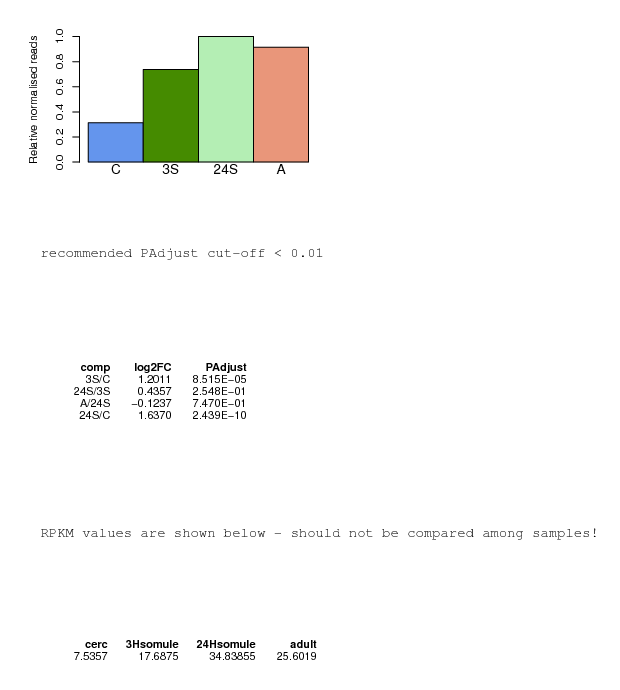 Relative normalised reads
1.0
0.8
0.6
0.4
0.2
0.0
C 3S 24S A
recommended PAdjust cut-off < 0.01
comp log2FC PAdjust
3S/C 1.2011 8.515E-05
24S/3S 0.4357 2.548E-01
A/24S -0.1237 7.470E-01
24S/C 1.6370 2.439E-10
RPKM values are shown below - should not be compared among samples!
cerc 3Hsomule 24Hsomule adult
7.5357 17.6875 34.83855 25.6019